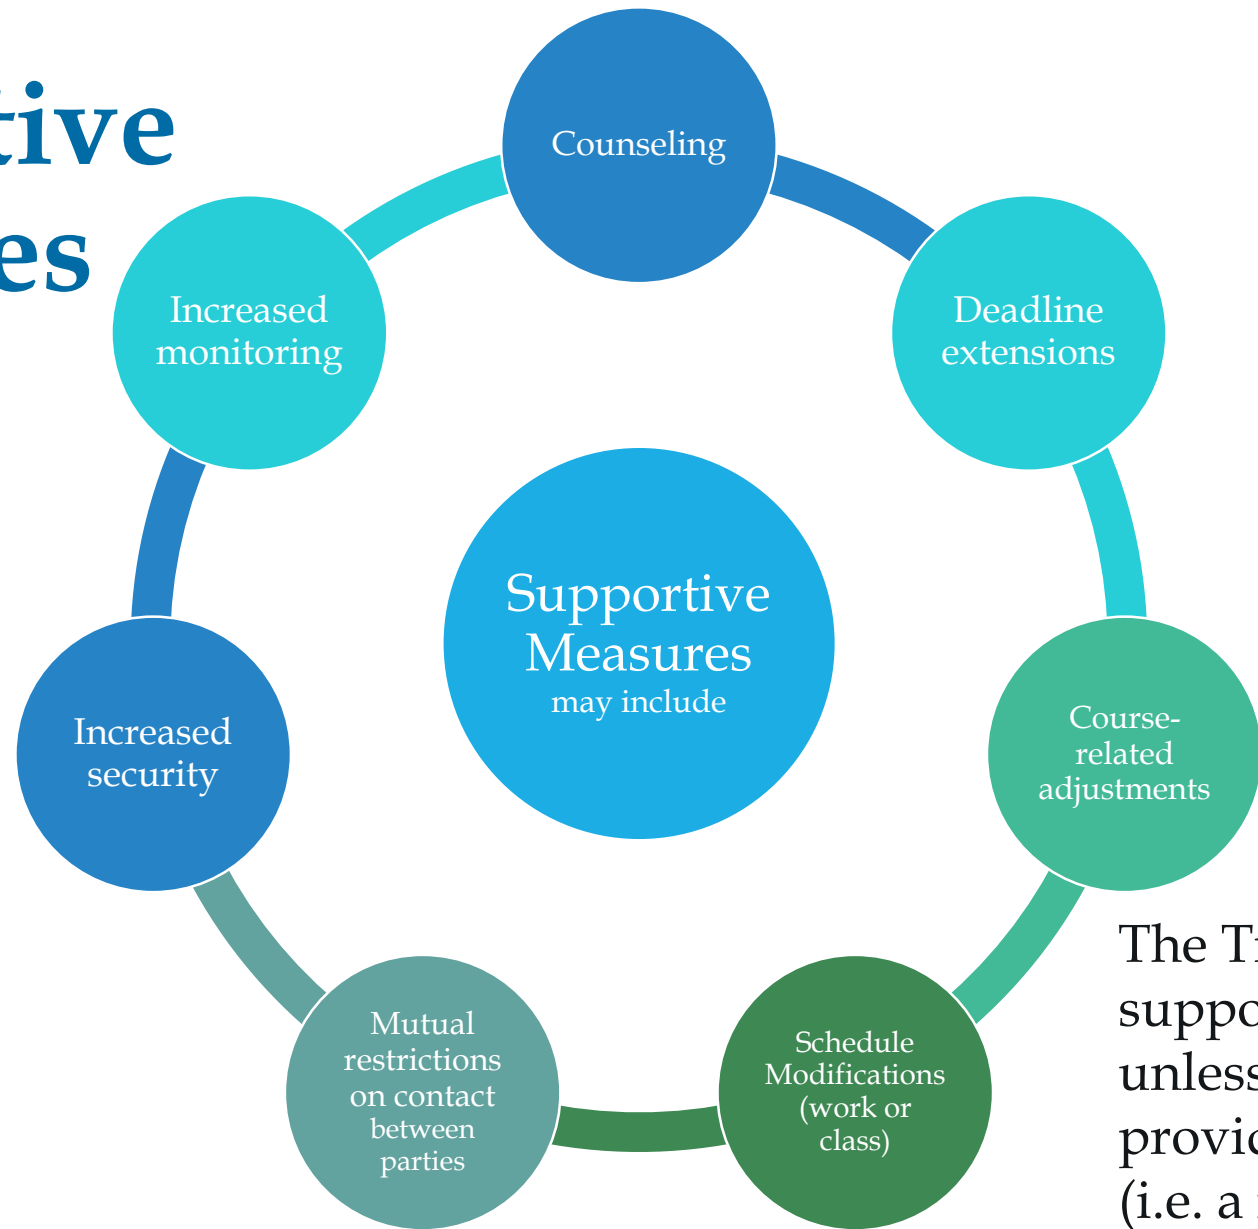 tive
es
Counseling
Deadline
extensions
Course-
related
adjustments
Schedule
Modifications
(work or
class)
Mutual
restrictions
on contact
between
parties
Increased
security
Increased
monitoring
Supportive
Measures
may include
The
suppo
unless
provid
(i.e. a